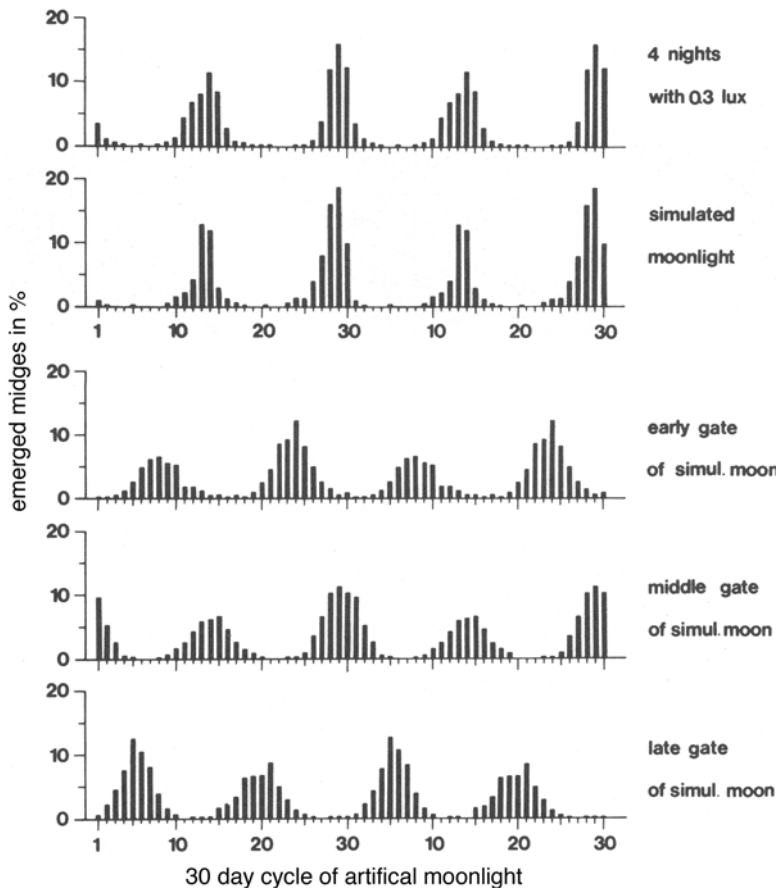 20
10
0
4 nights
with 0.3 lux
20
10
0
simulated
moonlight
1 10 20 30 10 20 30
20
10
0
early gate
of simul. moon
20
10
0
middle gate
of simul. moon
20
10
0
late gate
of simul. moon
1 10 20 30 10 20 30
emerged midges in %
30 day cycle of artifical moonlight